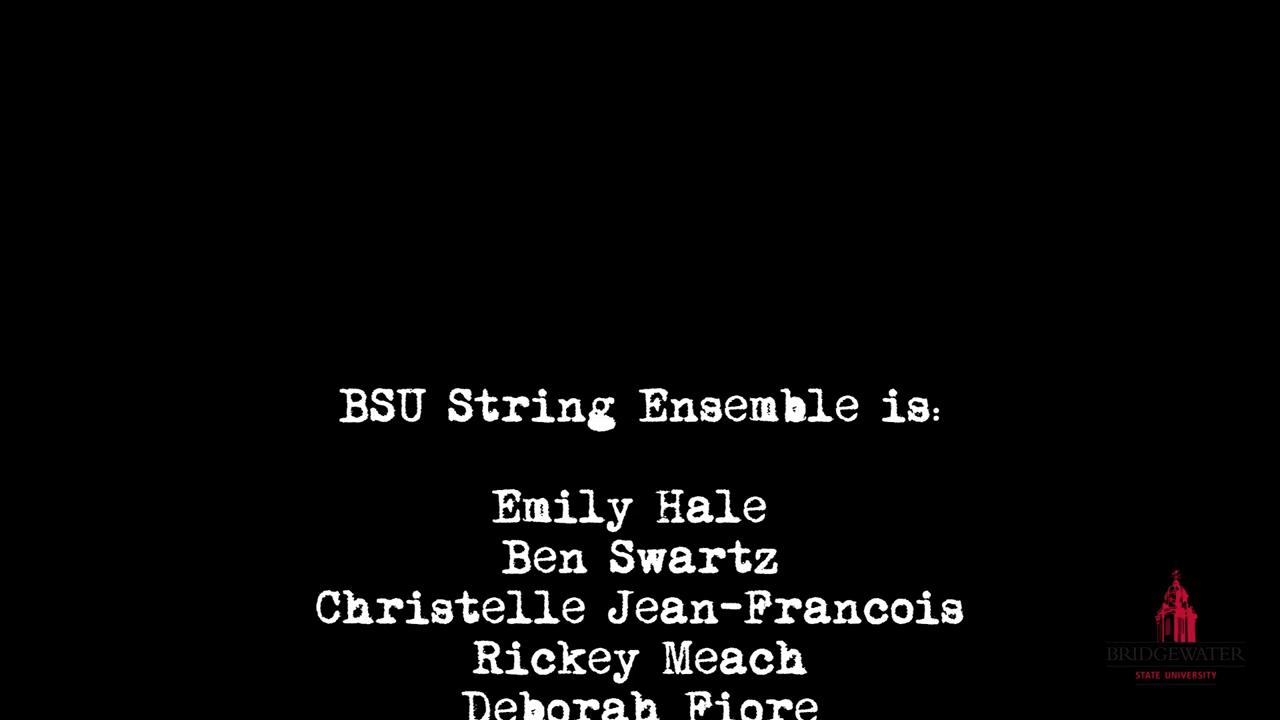 BSU String Ensemble is:
Emily Hale
Ben Swartz
Christelle Jean-Francois
Rickey Meach
Deborah Fiore
BRIDGEWATER
STATE UNIVERSITY